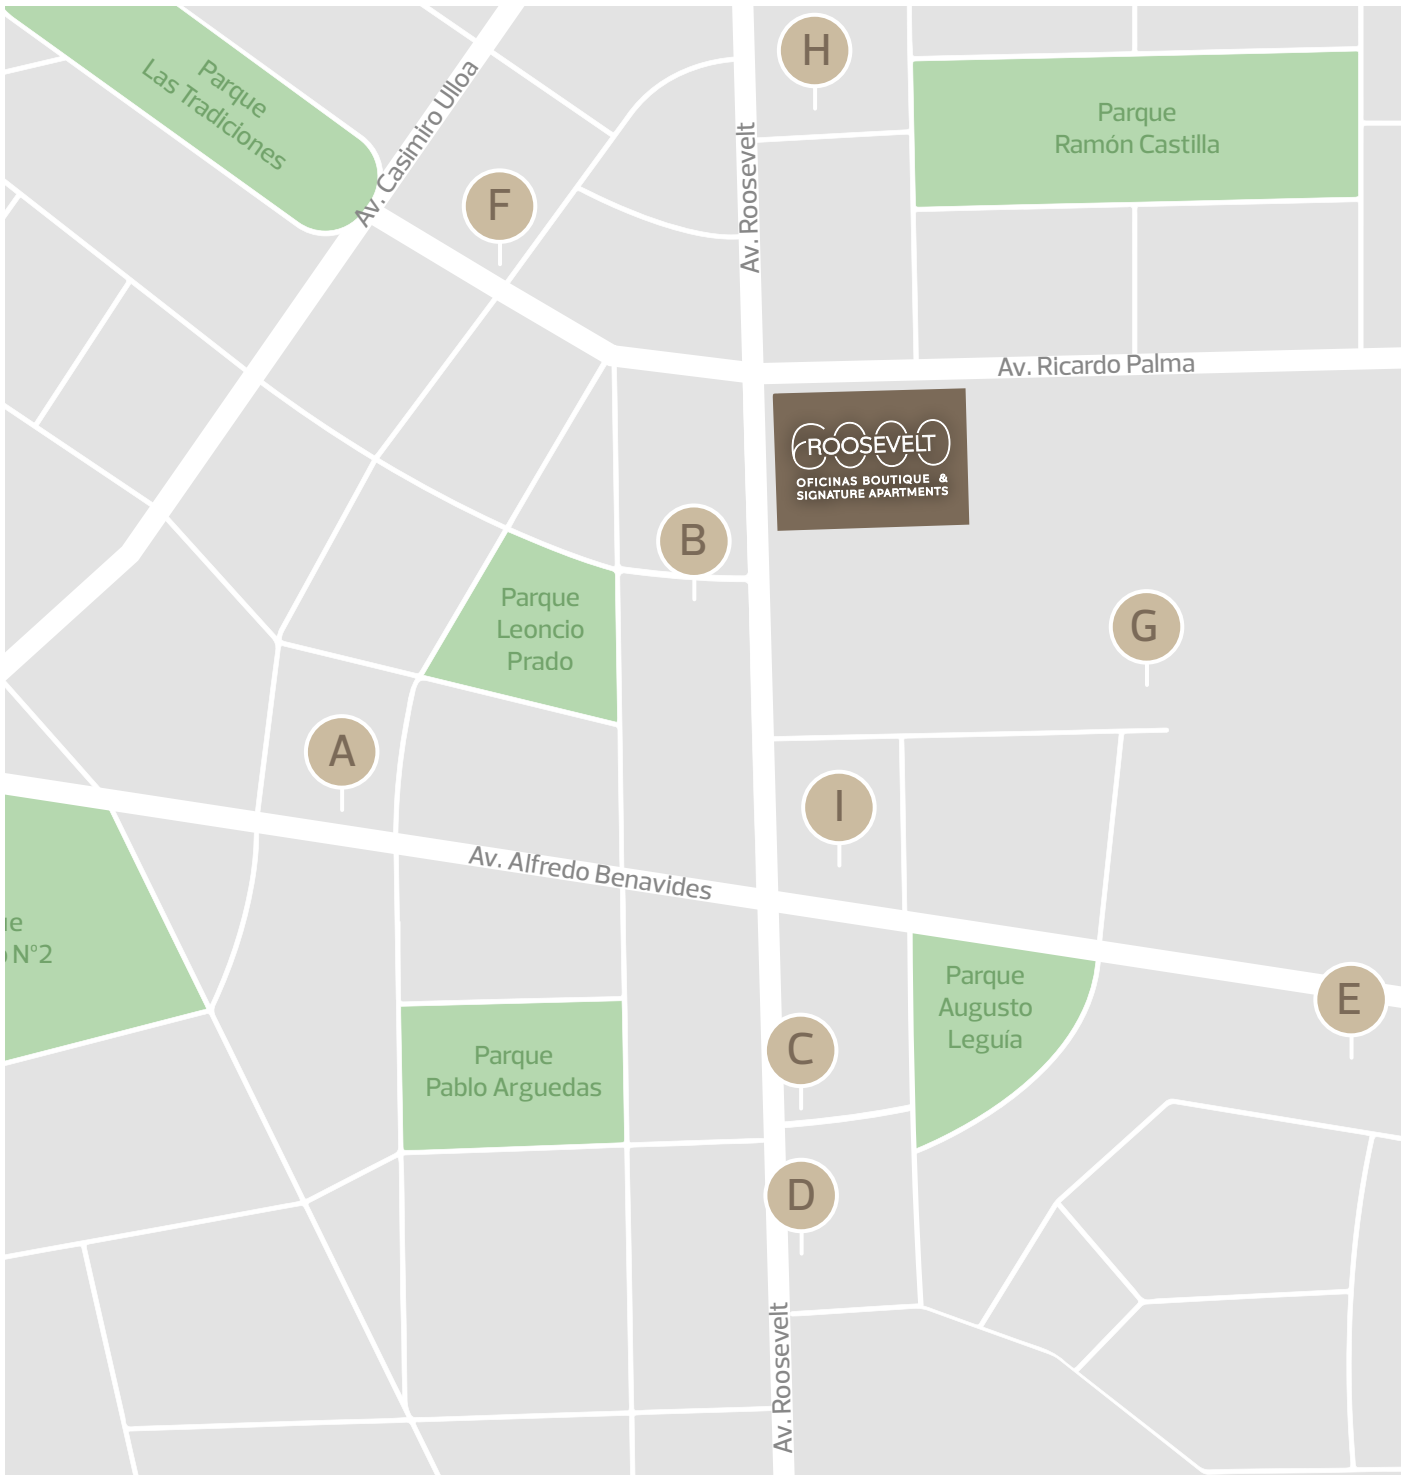 H
Parque
Las Tradiciones
Av. Casimiro Ulloa
Parque
Ramón Castilla
Av. Roosevelt
F
Av. Ricardo Palma
ROOSEVELT
OFICINAS BOUTIQUE &
SIGNATURE APARTMENTS
B
Parque
Leoncio
Prado
G
A
I
Av. Alfredo Benavides
N°2
Parque
Augusto
Leguía
E
C
Parque
Pablo Arguedas
D
Av. Roosevelt